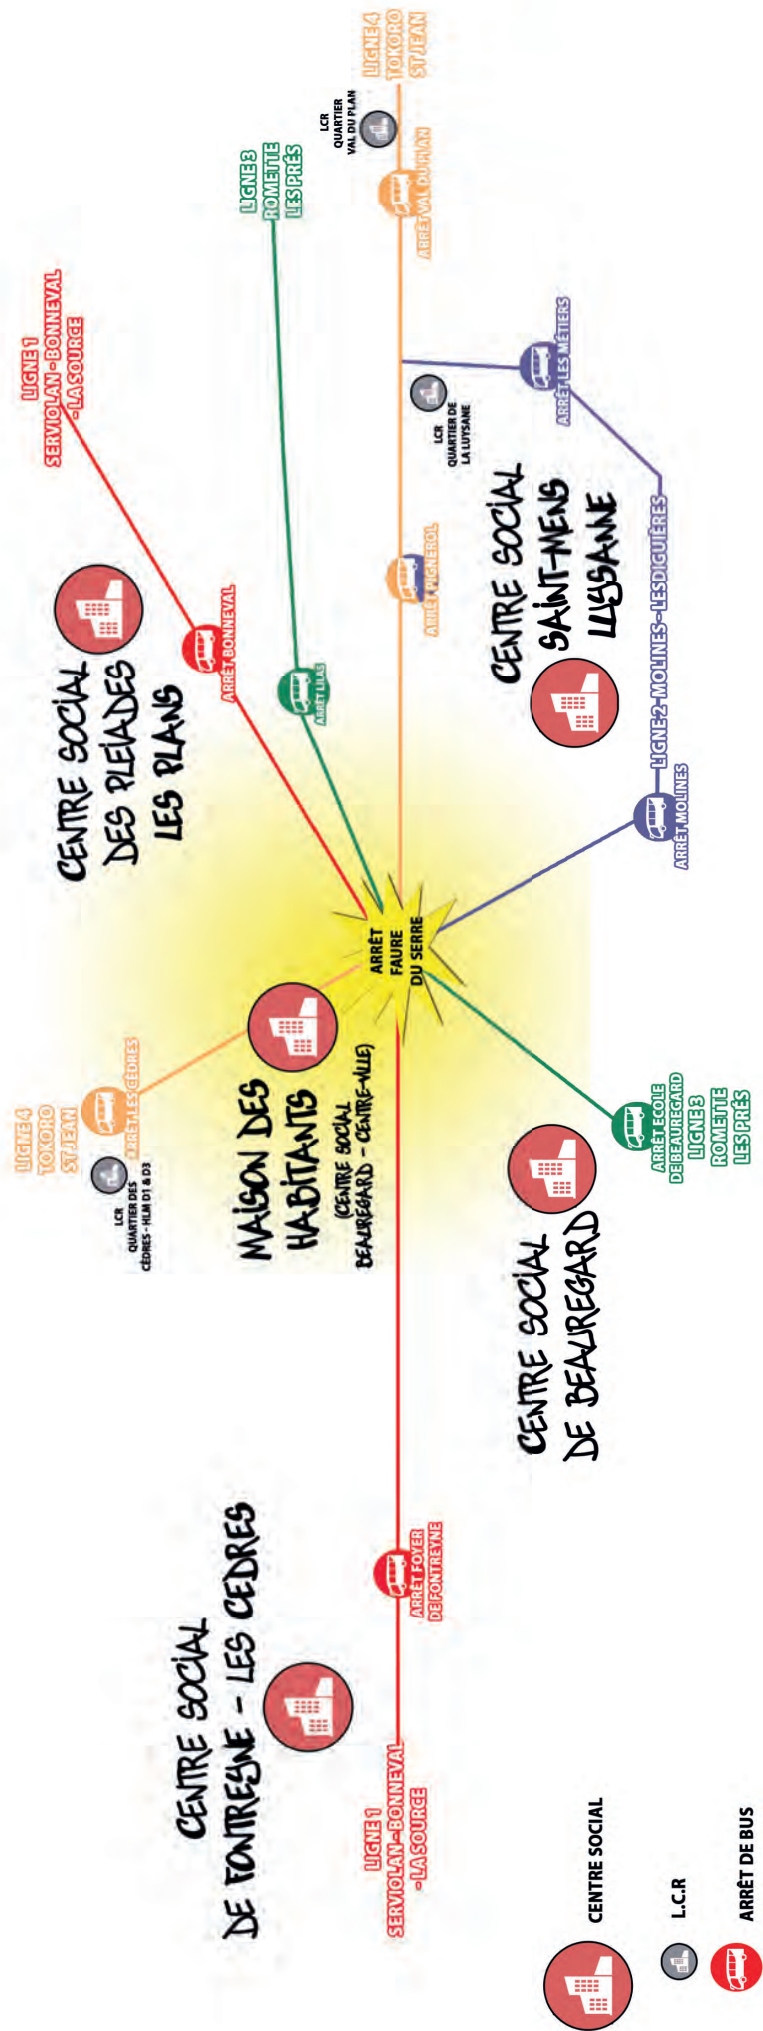 LIGNE 4
TOKORO
ST JEAN
LCR
QUARTIER DES
CÈDRES - HLM D1 & D3
ARRÊT LES CÈDRES
CENTRE SOCIAL
DES PLEIADES
LES PLANS
LIGNE 1
SERVIOLAN - BONNEVAL
- LA SOURCE
ARRÊT BONNEVAL
LIGNE 3
ROMETTE
LES PRÉS
ARRÊT LILAS
CENTRE SOCIAL
DE FONTREYNE - LES CEDRES
MAISON DES
HABITANTS
(CENTRE SOCIAL
BEAUREGARD - CENTRE-VILLE)
ARRÊT
FAURE
DU SERRE
LCR
QUARTIER
VAL DU PLAN
LIGNE 4
TOKORO
ST JEAN
ARRÊT VAL DU PLAN
ARRÊT PIGNEROL
LIGNE 1
SERVIOLAN - BONNEVAL
- LA SOURCE
ARRÊT FOYER
DE FONTREYNE
LCR
QUARTIER DE
LA LUYSANE
CENTRE SOCIAL
SAINT-MENS
LUYSANNE
ARRÊT LES MÉTIERS
CENTRE SOCIAL
DE BEAUREGARD
ARRÊT ECOLE
DE BEAUREGARD
LIGNE 3
ROMETTE
LES PRÉS
LIGNE 2 - MOLINES - LESDIGUIÈRES
ARRÊT MOLINES
CENTRE SOCIAL
L.C.R
ARRÊT DE BUS